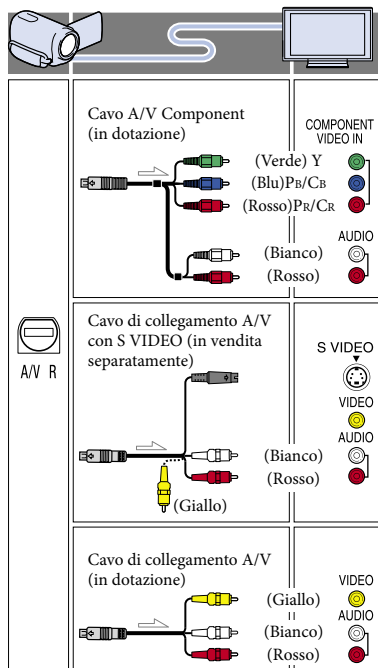 Cavo A/V Component
(in dotazione)
COMPONENT
VIDEO IN
(Verde) Y
(Blu)PB/CB
(Rosso)PR/CR
AUDIO
(Bianco)
(Rosso)
A/V R
Cavo di collegamento A/V
con S VIDEO (in vendita
separatamente)
S VIDEO
VIDEO
AUDIO
(Bianco)
(Rosso)
(Giallo)
Cavo di collegamento A/V
(in dotazione)
VIDEO
(Giallo)
AUDIO
(Bianco)
(Rosso)